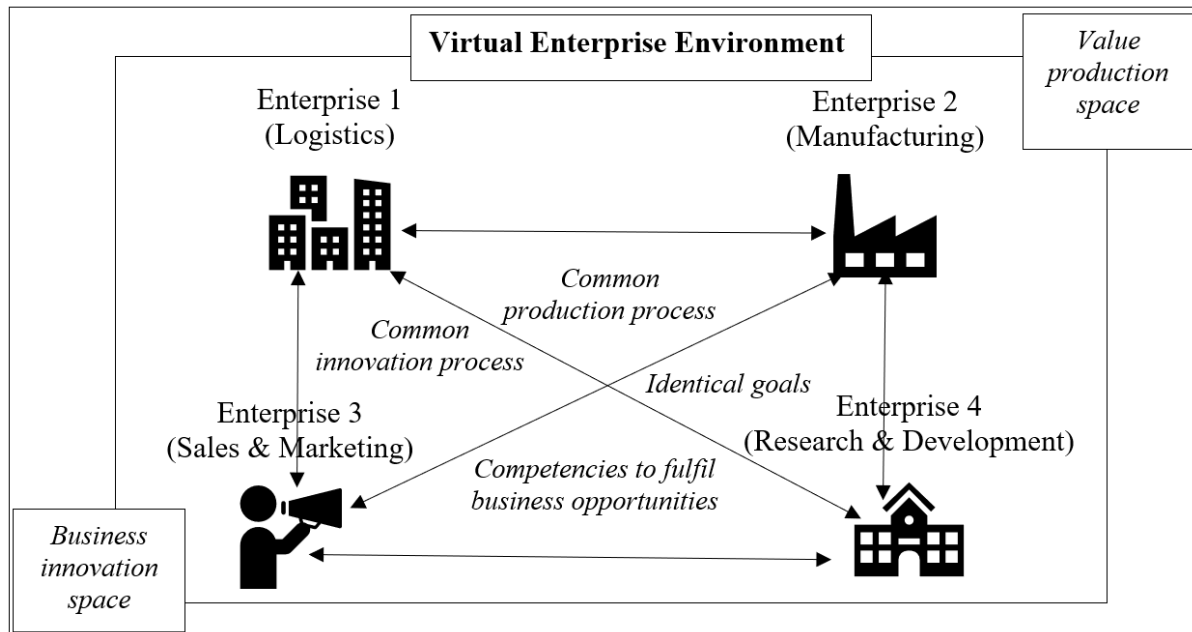 Virtual Enterprise Environment
Value
production
space
Enterprise 1
(Logistics)
Enterprise 2
(Manufacturing)
Common
production process
Common
innovation process
Identical goals
Enterprise 3
(Sales & Marketing)
Enterprise 4
(Research & Development)
Competencies to fulfil
business opportunities
Business
innovation
space